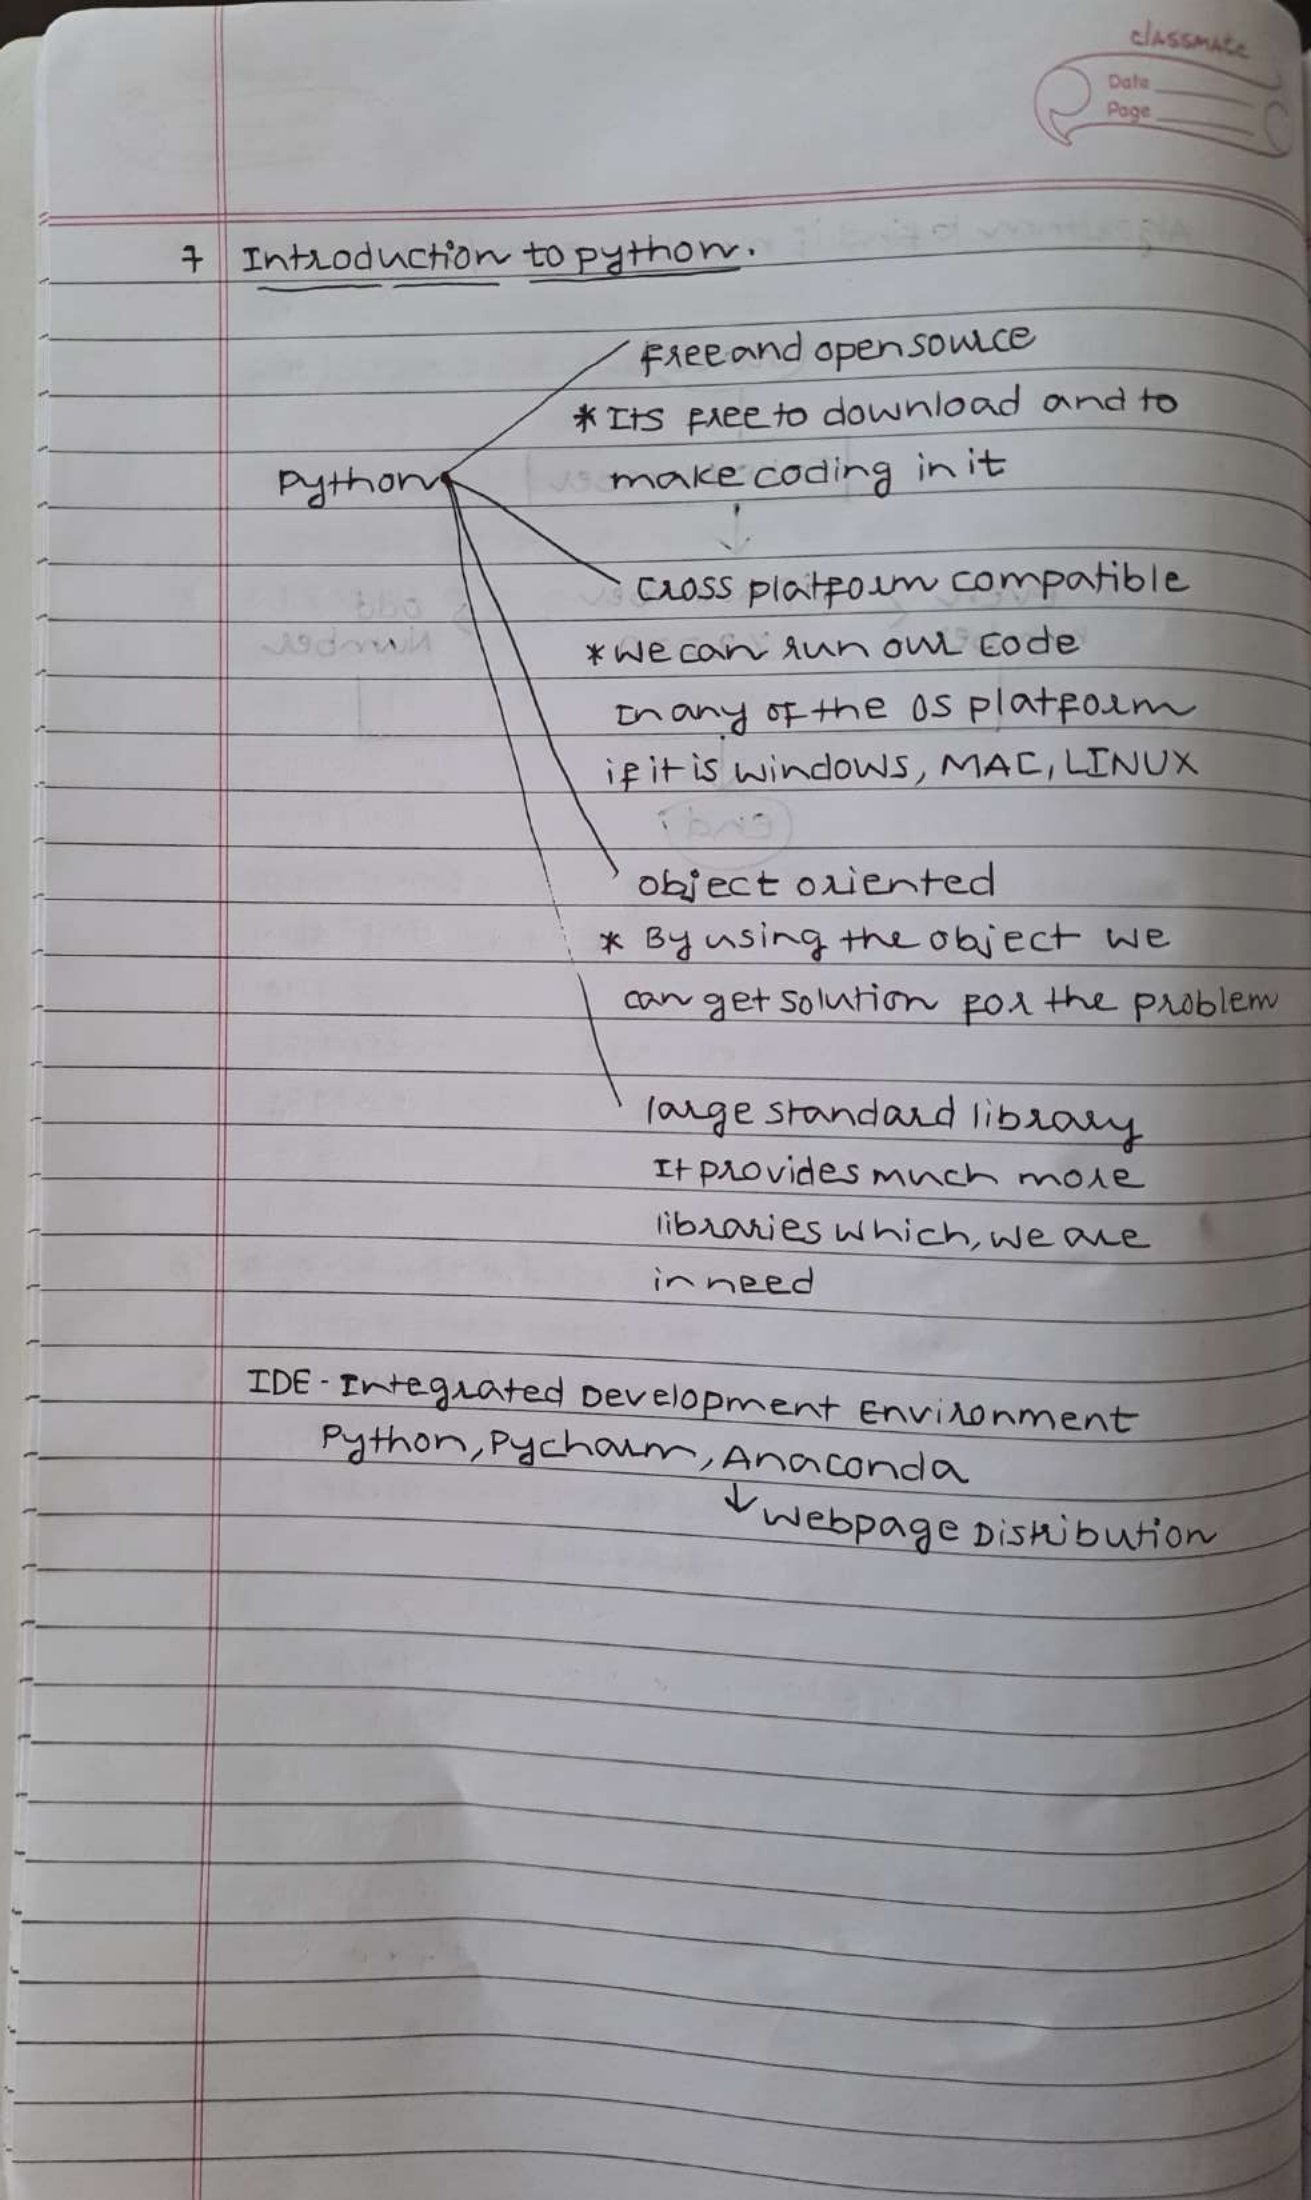 classmate
Date
Page
7 Introduction to python.
Free and open source
* Its free to download and to
Python make coding in it
cross platform compatible
* we can run our code
In any of the OS platform
if it is windows, MAC, LINUX
object oriented
* By using the object we
can get solution for the problem
large standard library
It provides much more
libraries which, we are
in need
IDE - Integrated Development Environment
Python, Pycharm, Anaconda
↓ Webpage Distribution